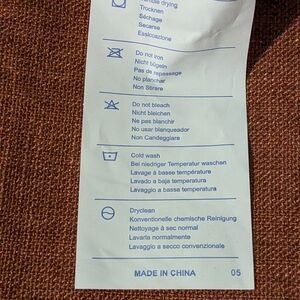 Tumble drying
Trocknen
Séchage
Secarse
Essicazione
Do not iron
Nicht bügeln
Pas de repassage
No planchar
Non Stirare
Do not bleach
Nicht bleichen
Ne pas blanchir
No usar blanqueador
Non Candeggiare
Cold wash
Bei niedriger Temperatur waschen
Lavage à basse température
Lavado a baja temperatura
Lavaggio a bassa temperatura
Dryclean
Konventionelle chemische Reinigung
Nettoyage à sec normal
Lavarla normalmente
Lavaggio a secco convenzionale
MADE IN CHINA 05